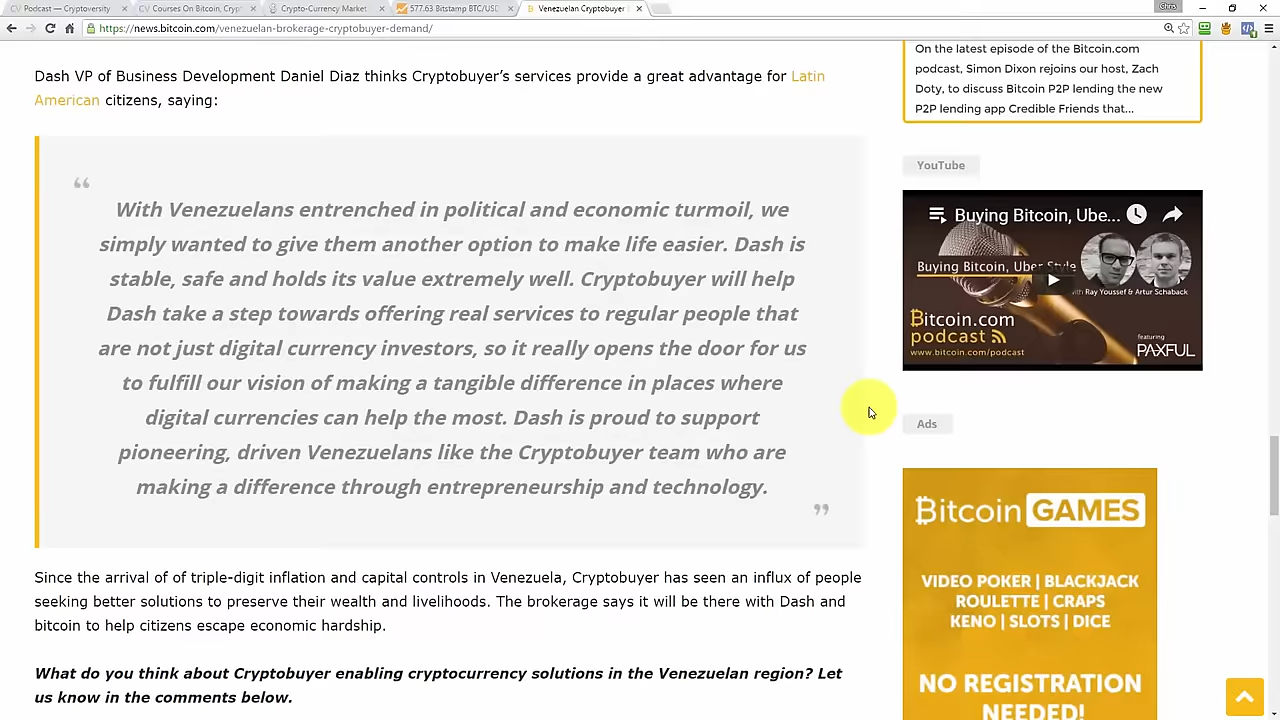 CV Podcast — Cryptoversity
CV Courses On Bitcoin, Crypt
Crypto-Currency Market
577.63 Bitstamp BTC/USD
Venezuelan Cryptobuyer
Chris
https://news.bitcoin.com/venezuelan-brokerage-cryptobuyer-demand/
Dash VP of Business Development Daniel Diaz thinks Cryptobuyer's services provide a great advantage for Latin
American citizens, saying:
“
With Venezuelans entrenched in political and economic turmoil, we
simply wanted to give them another option to make life easier. Dash is
stable, safe and holds its value extremely well. Cryptobuyer will help
Dash take a step towards offering real services to regular people that
are not just digital currency investors, so it really opens the door for us
to fulfill our vision of making a tangible difference in places where
digital currencies can help the most. Dash is proud to support
pioneering, driven Venezuelans like the Cryptobuyer team who are
making a difference through entrepreneurship and technology.
”
Since the arrival of of triple-digit inflation and capital controls in Venezuela, Cryptobuyer has seen an influx of people
seeking better solutions to preserve their wealth and livelihoods. The brokerage says it will be there with Dash and
bitcoin to help citizens escape economic hardship.
What do you think about Cryptobuyer enabling cryptocurrency solutions in the Venezuelan region? Let
us know in the comments below.
On the latest episode of the Bitcoin.com
podcast, Simon Dixon rejoins our host, Zach
Doty, to discuss Bitcoin P2P lending the new
P2P lending app Credible Friends that...
YouTube
Buying Bitcoin, Ube...
Buying Bitcoin, Uber Style
with Ray Youssef & Artur Schaback
Bitcoin.com
podcast
www.bitcoin.com/podcast
featuring
PAXFUL
Ads
Bitcoin GAMES
VIDEO POKER | BLACKJACK
ROULETTE | CRAPS
KENO | SLOTS | DICE
NO REGISTRATION
NEEDED!